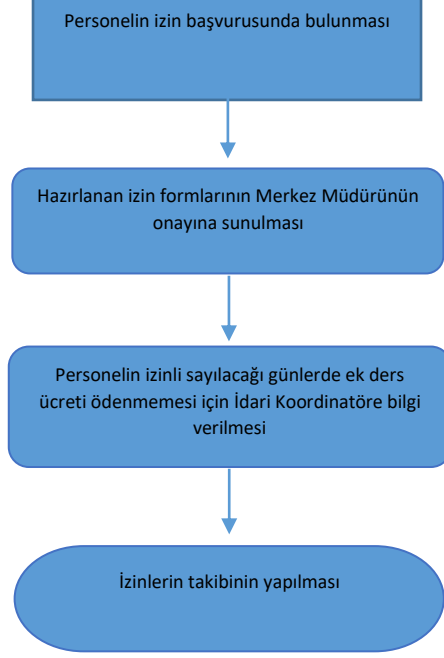 Personelin izin başvurusunda bulunması
Hazırlanan izin formlarının Merkez Müdürünün
onayına sunulması
Personelin izinli sayılacağı günlerde ek ders
ücreti ödenmemesi için İdari Koordinatöre bilgi
verilmesi
İzinlerin takibinin yapılması